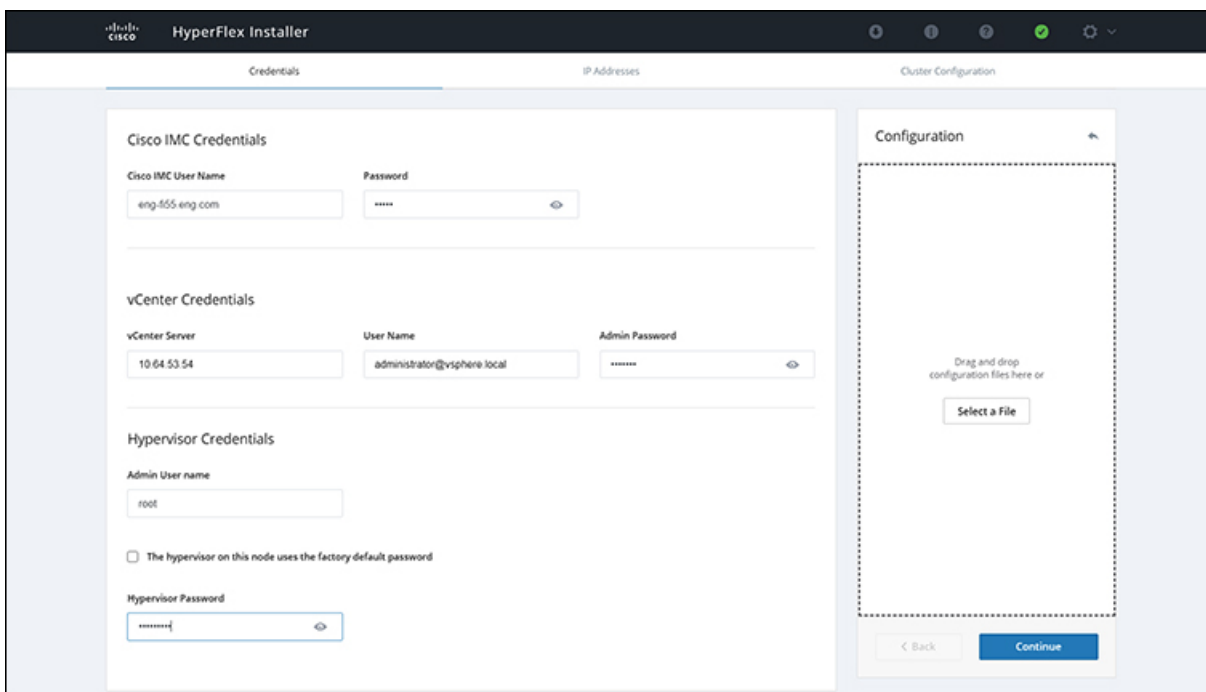 CISCO
HyperFlex Installer
Credentials
IP Addresses
Cluster Configuration
Cisco IMC Credentials
Cisco IMC User Name
Password
eng-fi55.eng.com
•••••
vCenter Credentials
vCenter Server
User Name
Admin Password
10.64.53.54
administrator@vsphere.local
•••••••
Hypervisor Credentials
Admin User name
root
The hypervisor on this node uses the factory default password
Hypervisor Password
•••••••••
Configuration
Drag and drop
configuration files here or
Select a File
< Back
Continue